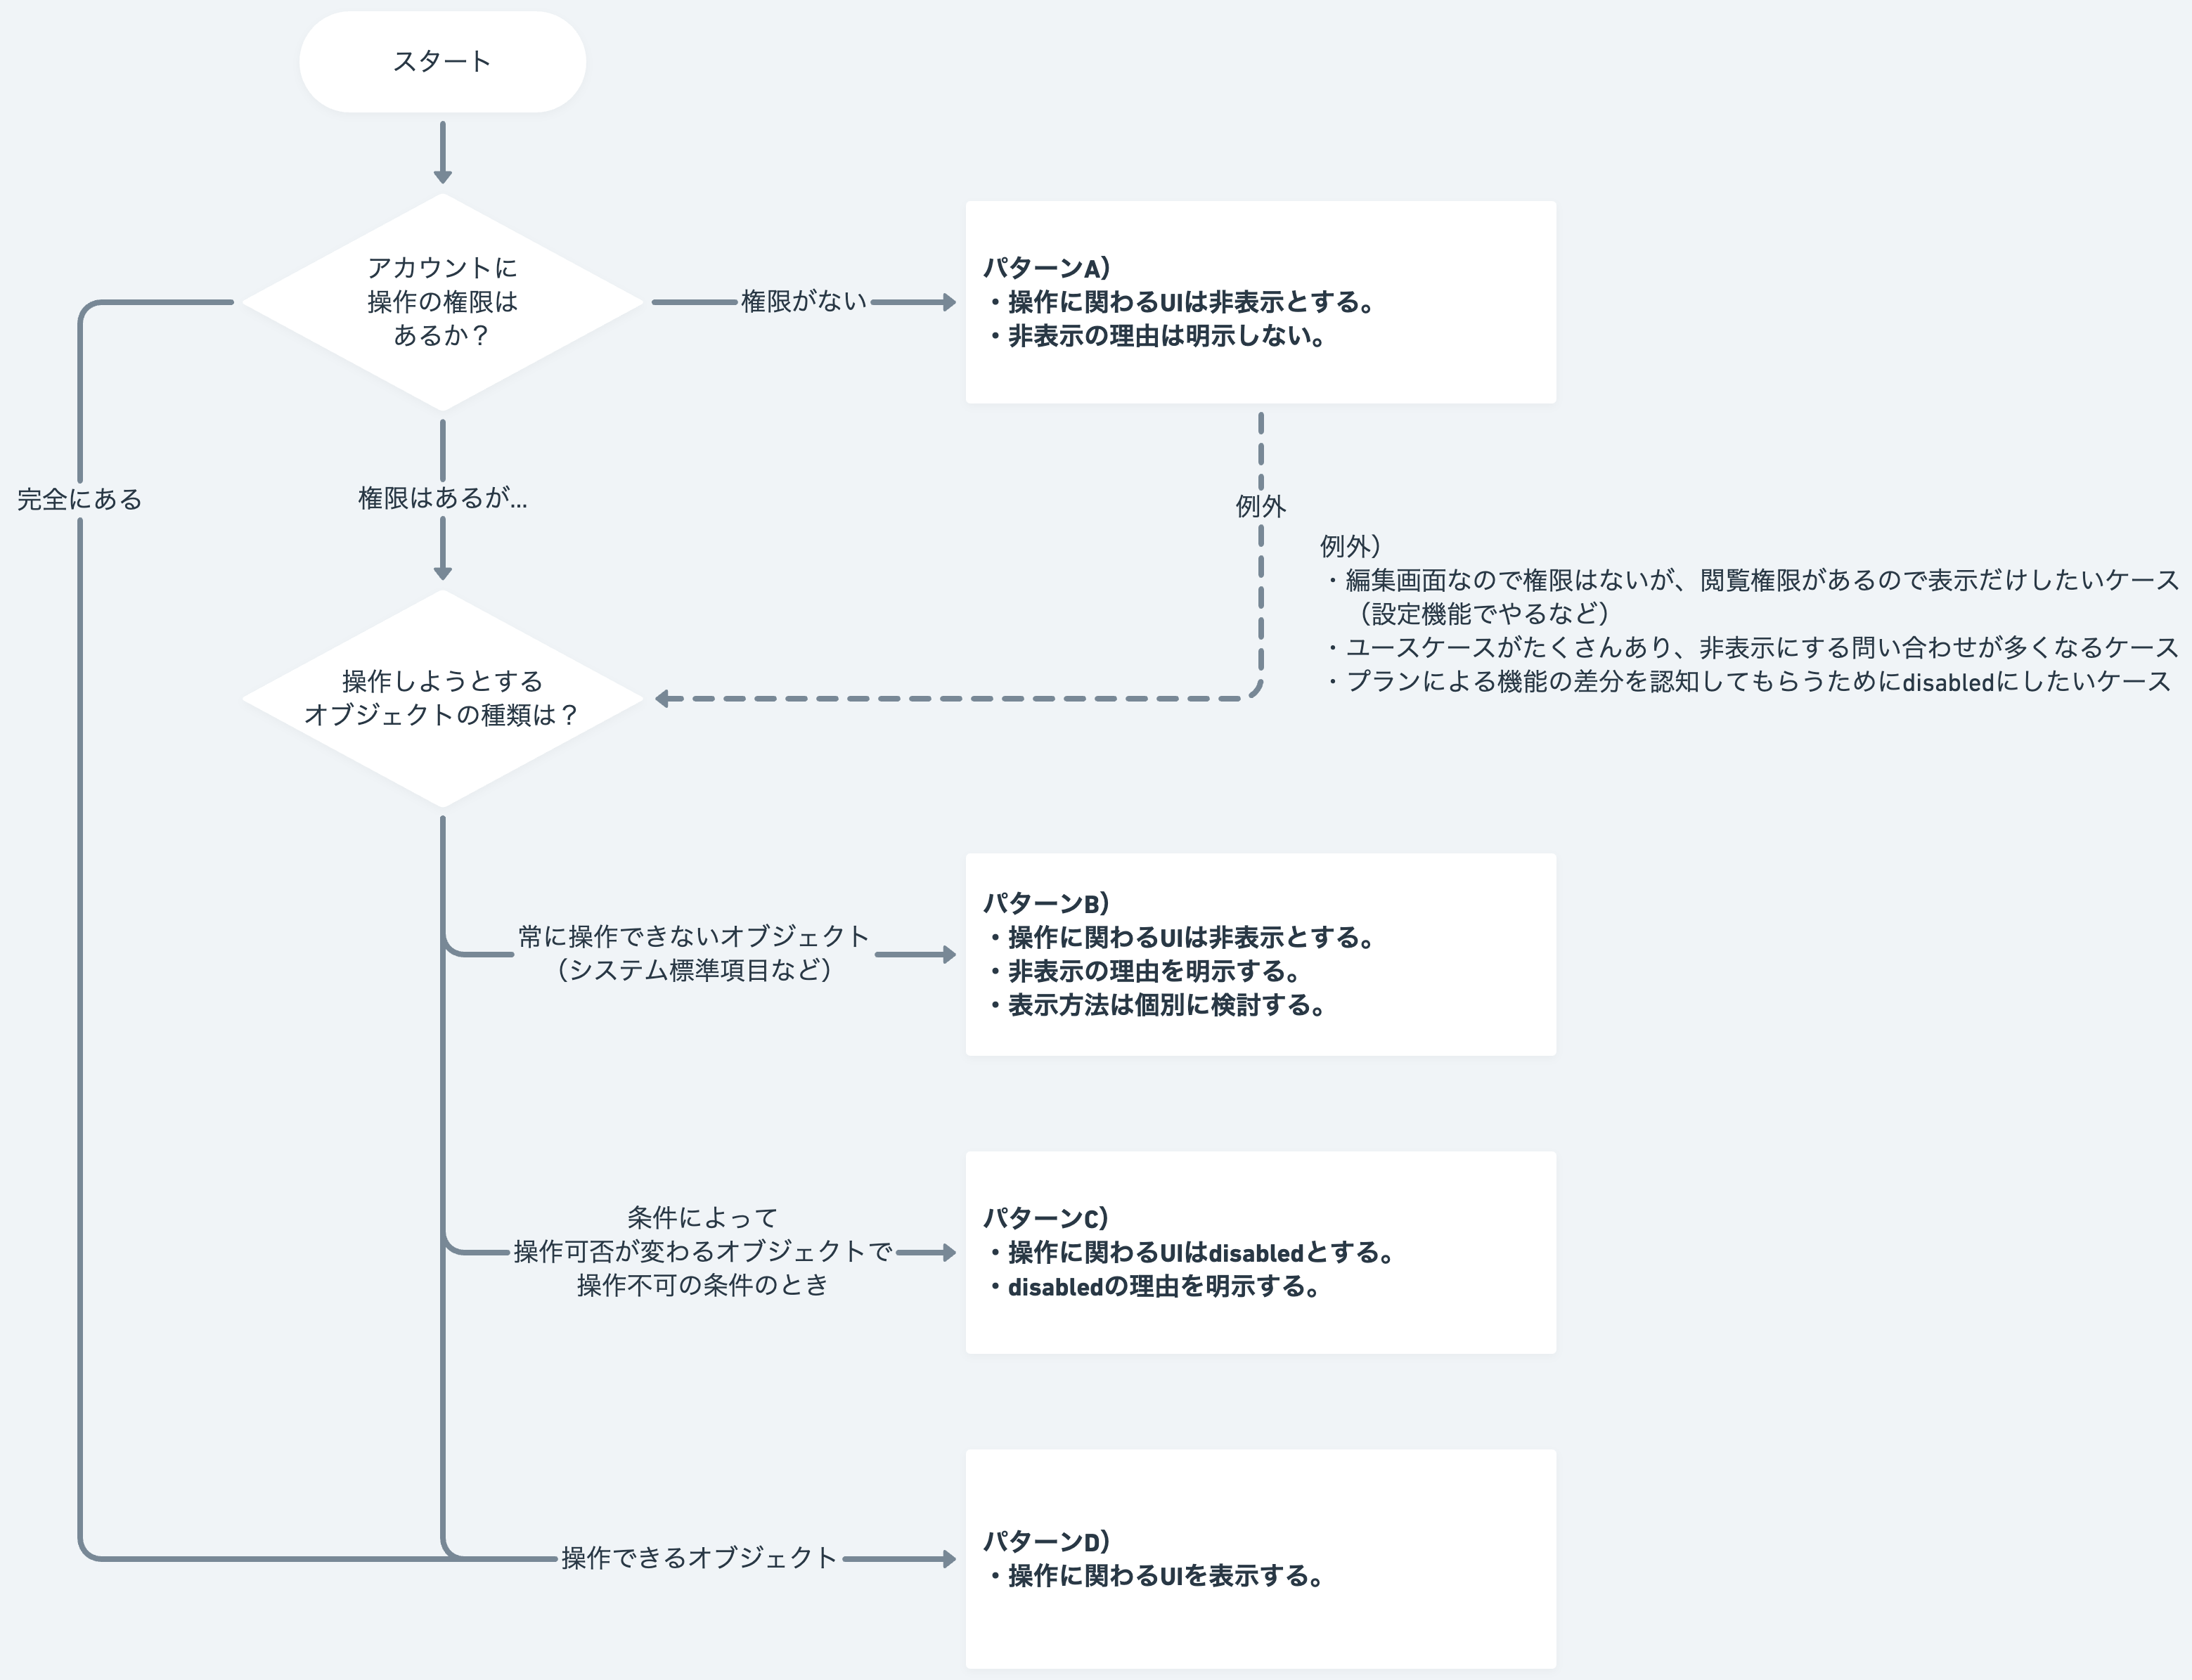 スタート
アカウントに
操作の権限は
あるか？
権限がない
パターンA）
・操作に関わるUIは非表示とする。
・非表示の理由は明示しない。
完全にある
権限はあるが...
例外
例外）
・編集画面なので権限はないが、閲覧権限があるので表示だけしたいケース
（設定機能でやるなど）
・ユースケースがたくさんあり、非表示にする問い合わせが多くなるケース
・プランによる機能の差分を認知してもらうためにdisabledにしたいケース
操作しようとする
オブジェクトの種類は？
常に操作できないオブジェクト
（システム標準項目など）
パターンB）
・操作に関わるUIは非表示とする。
・非表示の理由を明示する。
・表示方法は個別に検討する。
条件によって
操作可否が変わるオブジェクトで
操作不可の条件のとき
パターンC）
・操作に関わるUIはdisabledとする。
・disabledの理由を明示する。
操作できるオブジェクト
パターンD）
・操作に関わるUIを表示する。